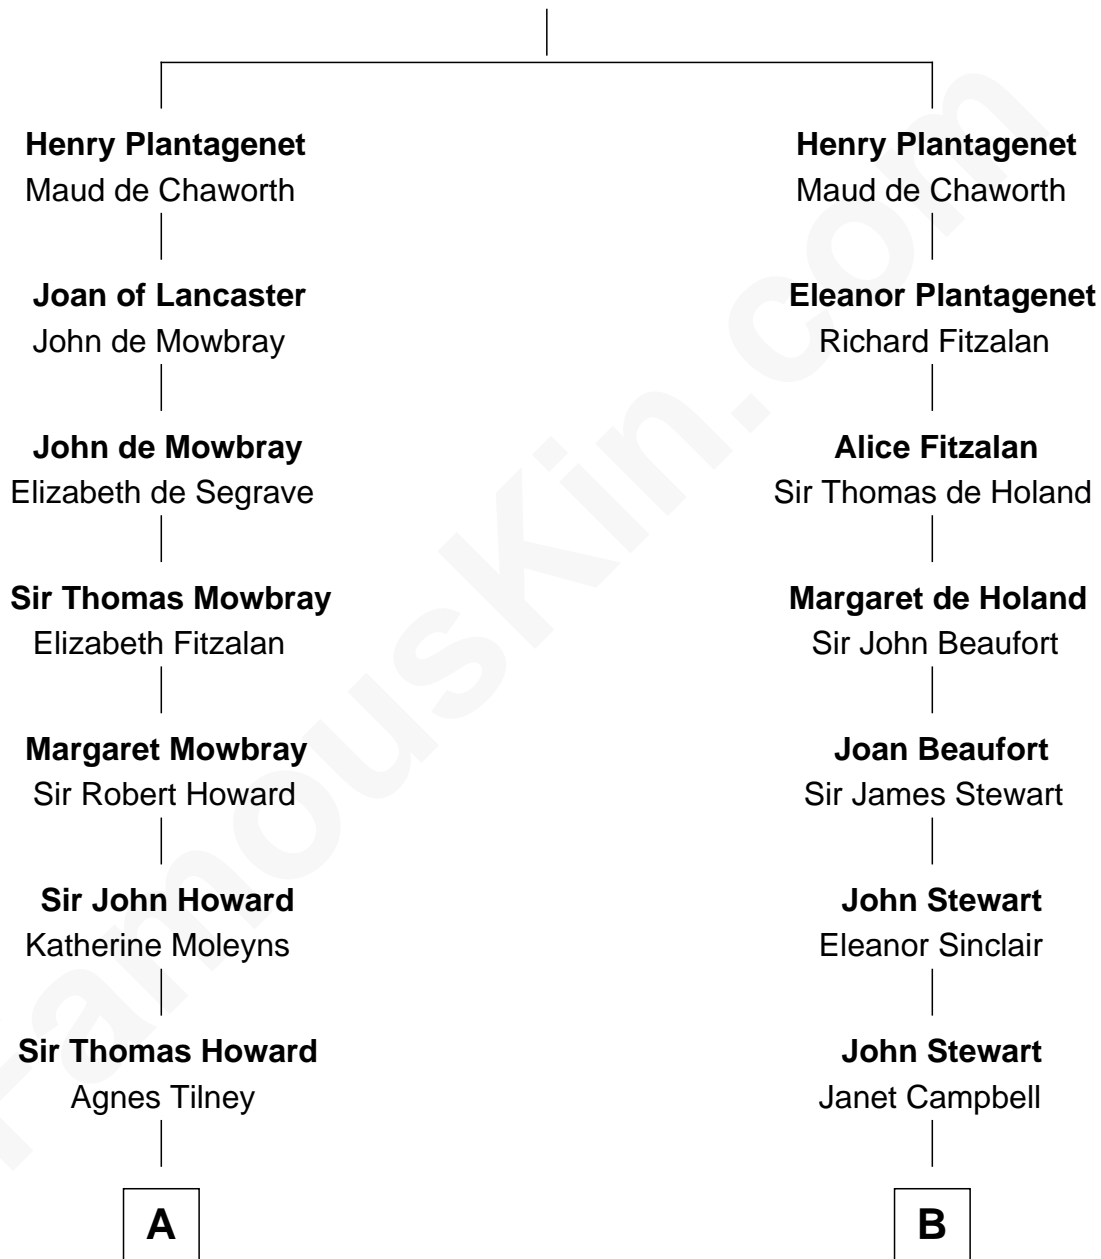 Henry Plantagenet
Maud de Chaworth
Joan of Lancaster
John de Mowbray
John de Mowbray
Elizabeth de Segrave
Sir Thomas Mowbray
Elizabeth Fitzalan
Margaret Mowbray
Sir Robert Howard
Sir John Howard
Katherine Moleyns
Sir Thomas Howard
Agnes Tilney
A
Henry Plantagenet
Maud de Chaworth
Eleanor Plantagenet
Richard Fitzalan
Alice Fitzalan
Sir Thomas de Holand
Margaret de Holand
Sir John Beaufort
Joan Beaufort
Sir James Stewart
John Stewart
Eleanor Sinclair
John Stewart
Janet Campbell
B
FamousKin.com